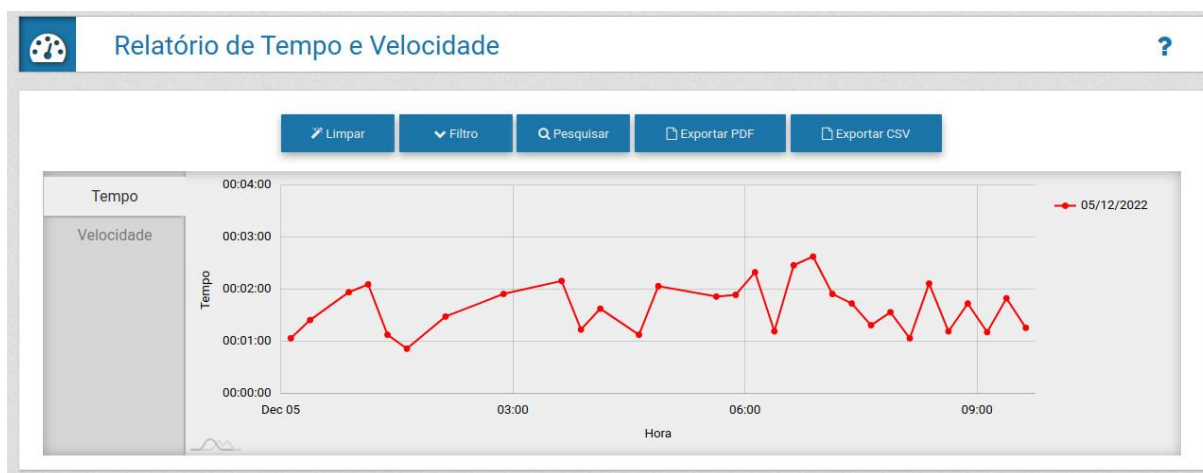 Relatório de Tempo e Velocidade
?
Limpar
Filtro
Pesquisar
Exportar PDF
Exportar CSV
Tempo
Velocidade
Tempo
00:04:00
00:03:00
00:02:00
00:01:00
00:00:00
Dec 05 03:00 06:00 09:00
Hora
05/12/2022